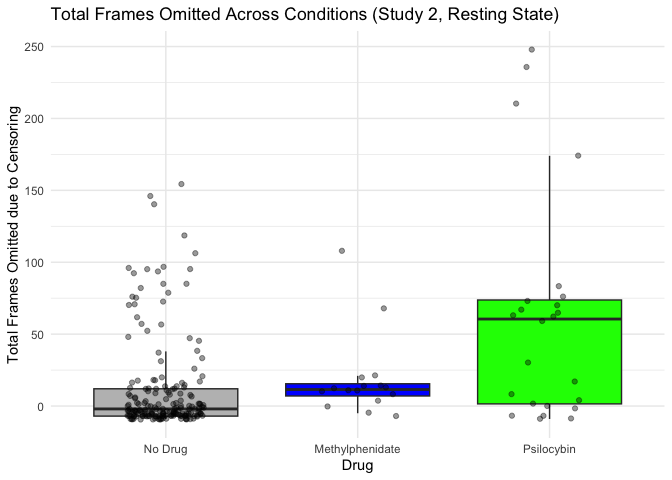 Total Frames Omitted Across Conditions (Study 2, Resting State)
Total Frames Omitted due to Censoring
250
200
150
100
50
0
No Drug
Methylphenidate
Psilocybin
Drug